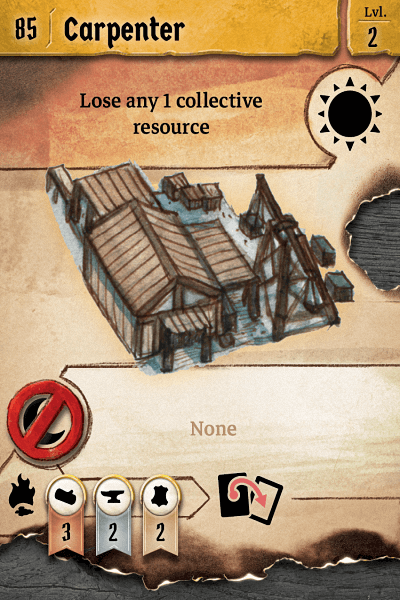 85 Carpenter
Lvl.
2
Lose any 1 collective
resource
None
3 2 2